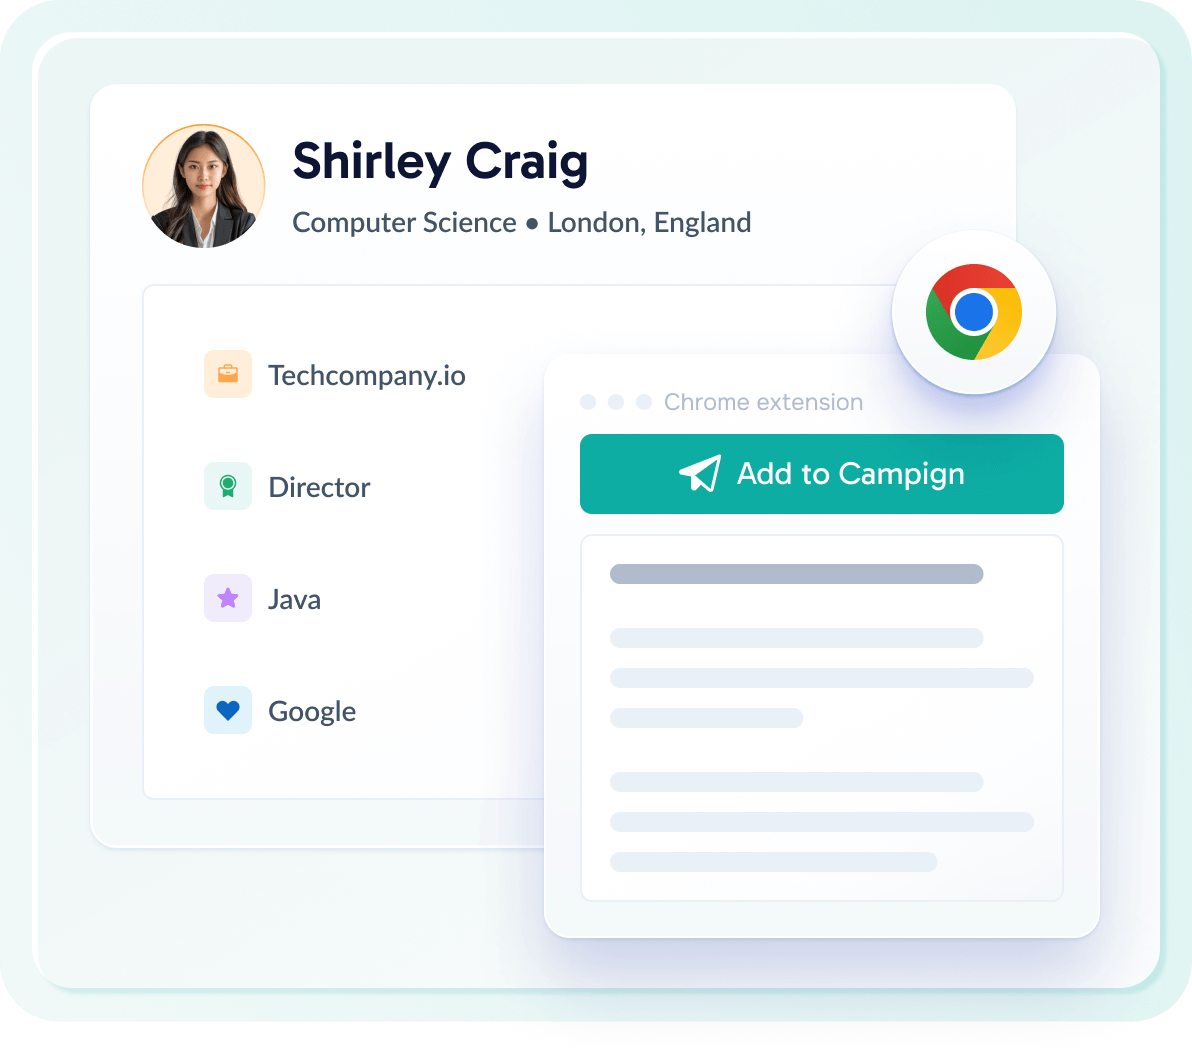 Shirley Craig
Computer Science • London, England
Techcompany.io
Director
Java
Google
Chrome extension
Add to Campign